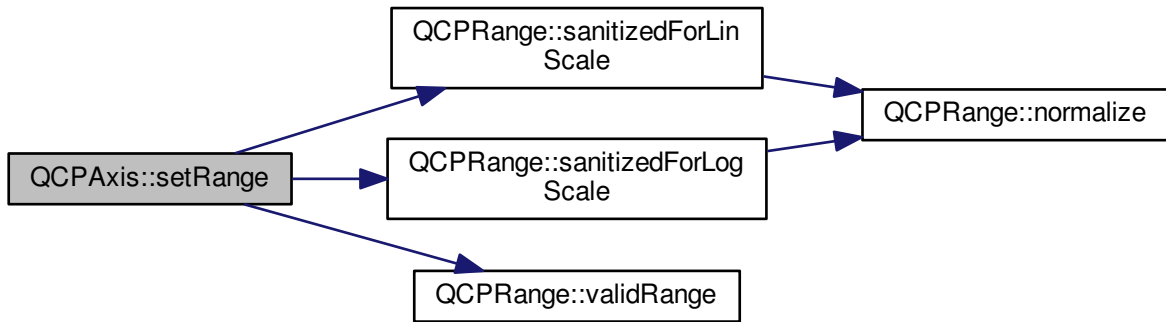 QCPRange::sanitizedForLin
Scale
QCPRange::normalize
QCPAxis::setRange
QCPRange::sanitizedForLog
Scale
QCPRange::validRange